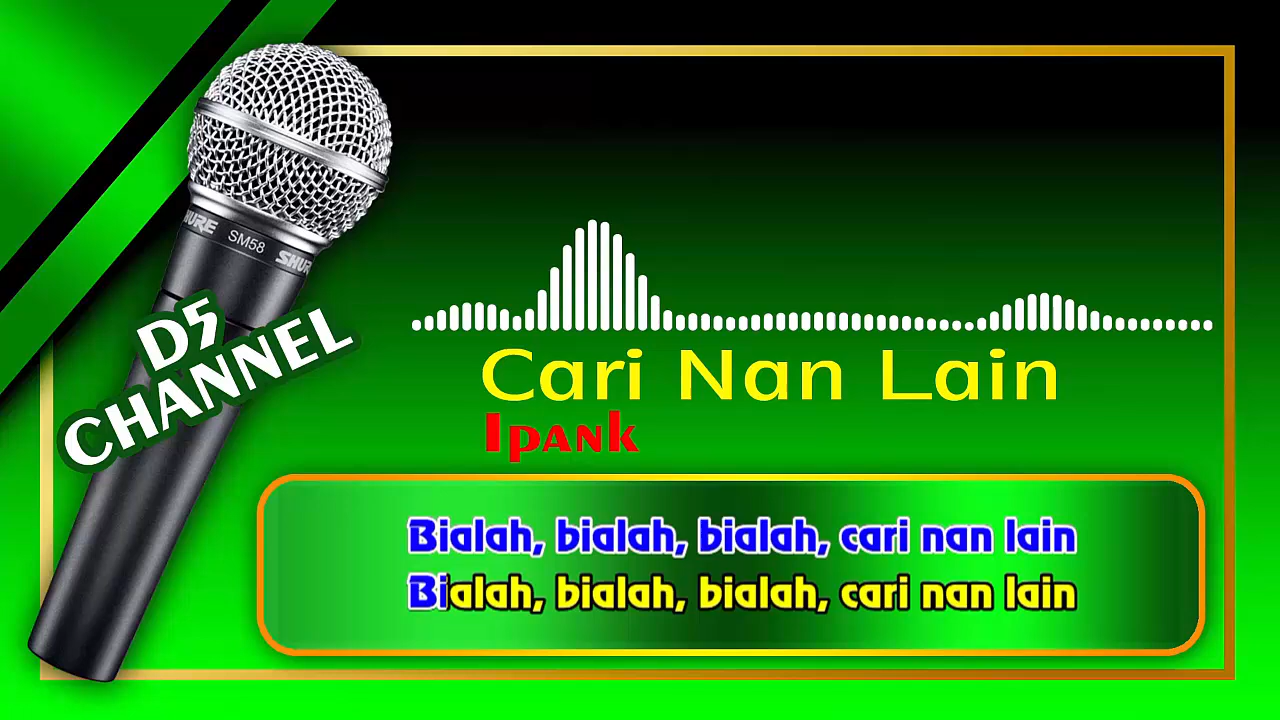 SHURE SM58 SHUR
D5
CHANNEL
Cari Nan Lain
Ipank
Bialah, bialah, bialah, cari nan lain
Bialah, bialah, bialah, cari nan lain